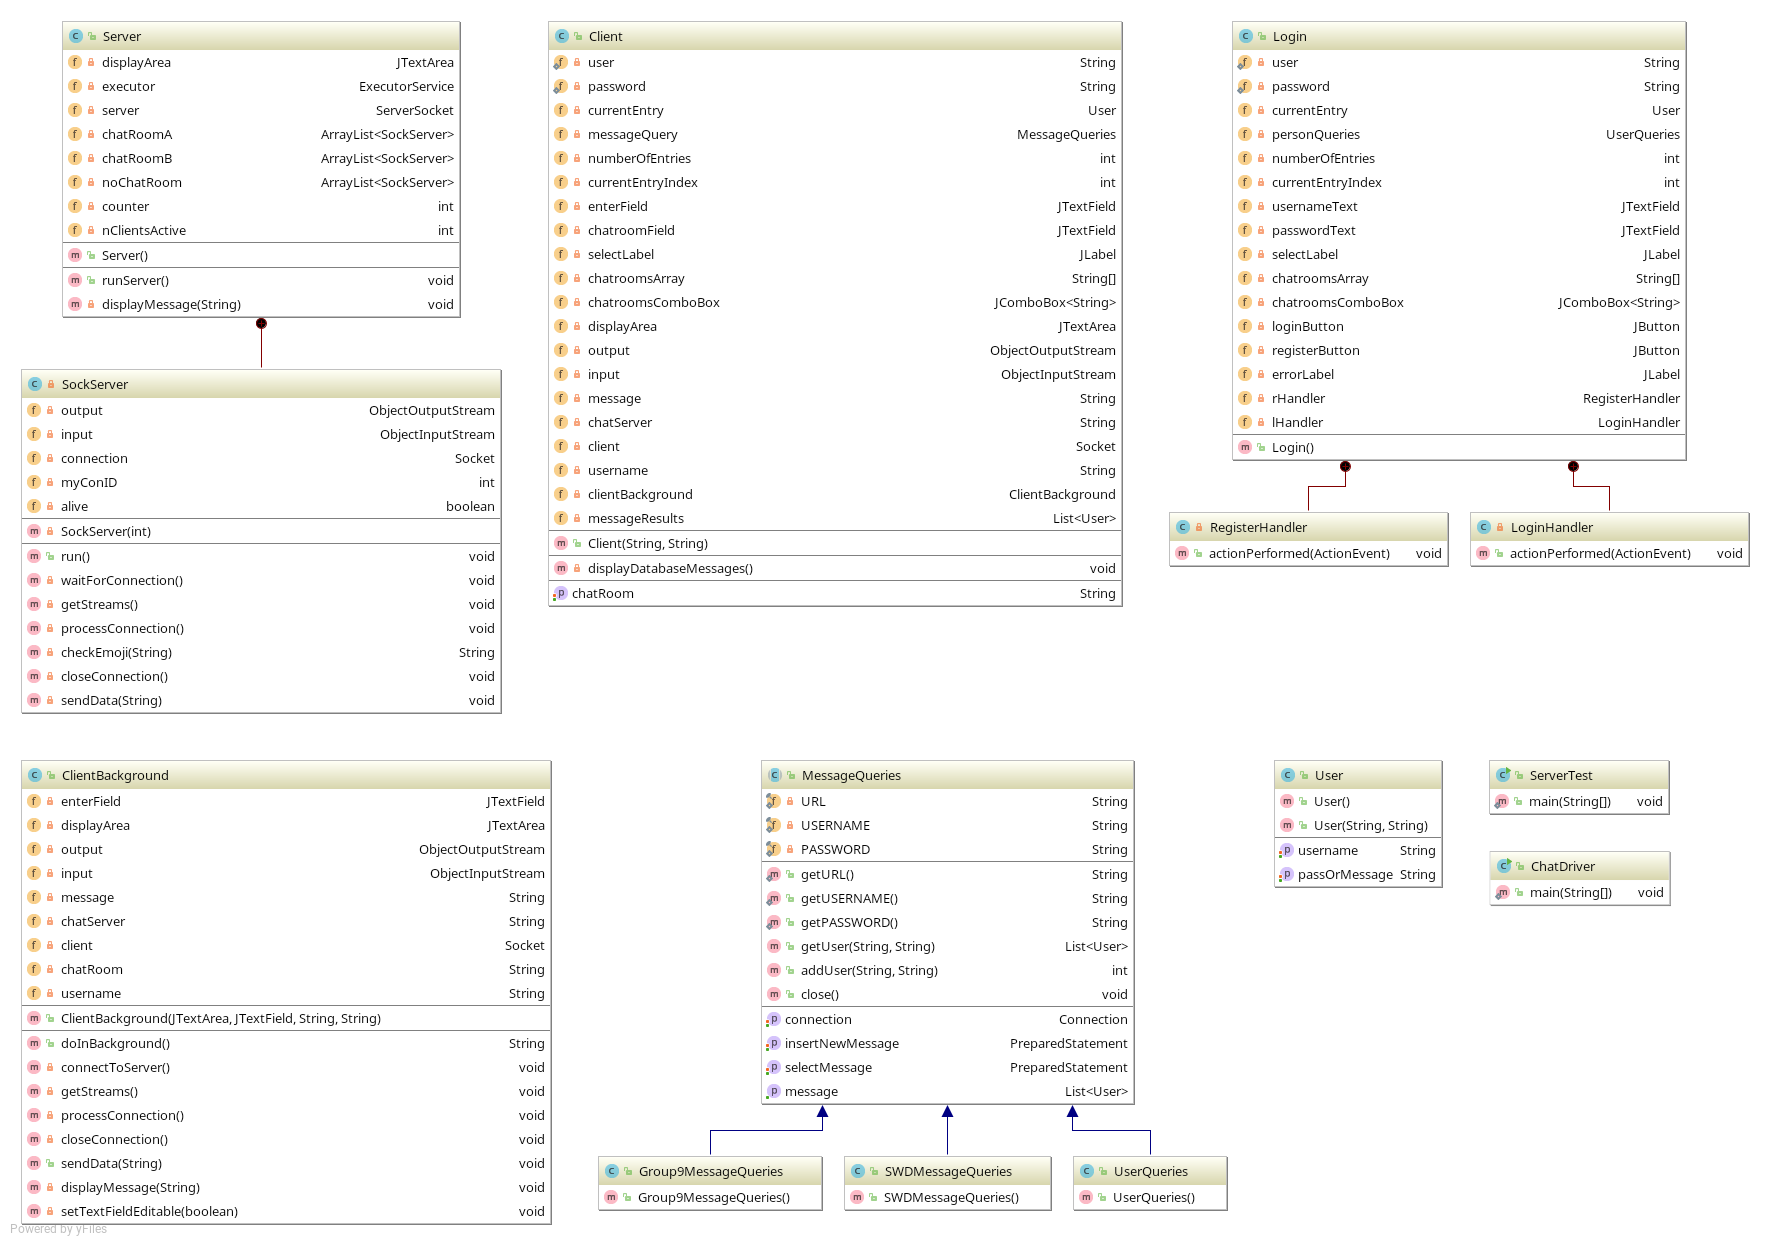 Server
displayArea JTextArea
executor ExecutorService
server ServerSocket
chatRoomA ArrayList<SockServer>
chatRoomB ArrayList<SockServer>
noChatRoom ArrayList<SockServer>
counter int
nClientsActive int
Server()
runServer() void
displayMessage(String) void
SockServer
output ObjectOutputStream
input ObjectInputStream
connection Socket
myConID int
alive boolean
SockServer(int)
run() void
waitForConnection() void
getStreams() void
processConnection() void
checkEmoji(String) String
closeConnection() void
sendData(String) void
Client
user String
password String
currentEntry User
messageQuery MessageQueries
numberOfEntries int
currentEntryIndex int
enterField JTextField
chatroomField JTextField
selectLabel JLabel
chatroomsArray String[]
chatroomsComboBox JComboBox<String>
displayArea JTextArea
output ObjectOutputStream
input ObjectInputStream
message String
chatServer String
client Socket
username String
clientBackground ClientBackground
messageResults List<User>
Client(String, String)
displayDatabaseMessages() void
chatRoom String
Login
user String
password String
currentEntry User
personQueries UserQueries
numberOfEntries int
currentEntryIndex int
usernameText JTextField
passwordText JTextField
selectLabel JLabel
chatroomsArray String[]
chatroomsComboBox JComboBox<String>
loginButton JButton
registerButton JButton
errorLabel JLabel
rHandler RegisterHandler
lHandler LoginHandler
Login()
RegisterHandler
actionPerformed(ActionEvent) void
LoginHandler
actionPerformed(ActionEvent) void
ClientBackground
enterField JTextField
displayArea JTextArea
output ObjectOutputStream
input ObjectInputStream
message String
chatServer String
client Socket
chatRoom String
username String
ClientBackground(JTextArea, JTextField, String, String)
doInBackground() String
connectToServer() void
getStreams() void
processConnection() void
closeConnection() void
sendData(String) void
displayMessage(String) void
setTextFieldEditable(boolean) void
MessageQueries
URL String
USERNAME String
PASSWORD String
getURL() String
getUSERNAME() String
getPASSWORD() String
getUser(String, String) List<User>
addUser(String, String) int
close() void
connection Connection
insertNewMessage PreparedStatement
selectMessage PreparedStatement
message List<User>
Group9MessageQueries
Group9MessageQueries()
SWDMessageQueries
SWDMessageQueries()
UserQueries
UserQueries()
User
User()
User(String, String)
username String
passOrMessage String
ServerTest
main(String[]) void
ChatDriver
main(String[]) void
Powered by yFiles